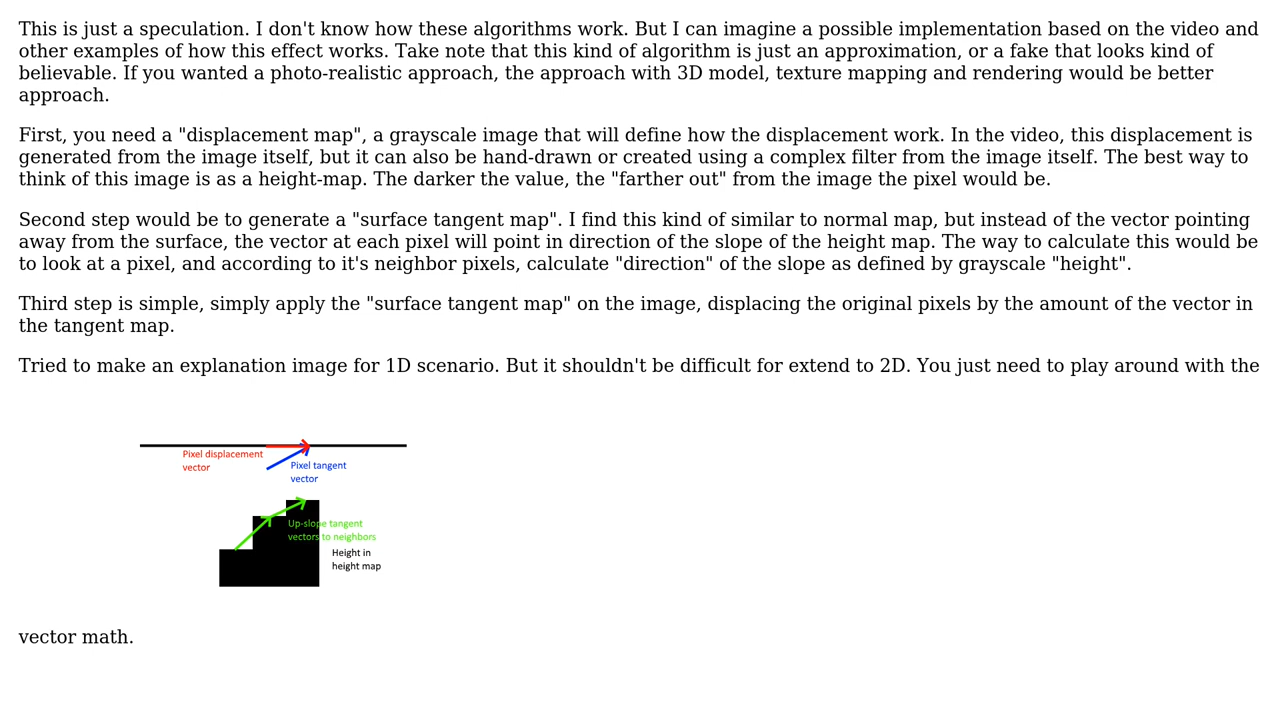 This is just a speculation. I don't know how these algorithms work. But I can imagine a possible implementation based on the video and
other examples of how this effect works. Take note that this kind of algorithm is just an approximation, or a fake that looks kind of
believable. If you wanted a photo-realistic approach, the approach with 3D model, texture mapping and rendering would be better
approach.
First, you need a "displacement map", a grayscale image that will define how the displacement work. In the video, this displacement is
generated from the image itself, but it can also be hand-drawn or created using a complex filter from the image itself. The best way to
think of this image is as a height-map. The darker the value, the "farther out" from the image the pixel would be.
Second step would be to generate a "surface tangent map". I find this kind of similar to normal map, but instead of the vector pointing
away from the surface, the vector at each pixel will point in direction of the slope of the height map. The way to calculate this would be
to look at a pixel, and according to it's neighbor pixels, calculate "direction" of the slope as defined by grayscale "height".
Third step is simple, simply apply the "surface tangent map" on the image, displacing the original pixels by the amount of the vector in
the tangent map.
Tried to make an explanation image for 1D scenario. But it shouldn't be difficult for extend to 2D. You just need to play around with the
Pixel displacement
vector
Pixel tangent
vector
Up-slope tangent
vectors to neighbors
Height in
height map
vector math.